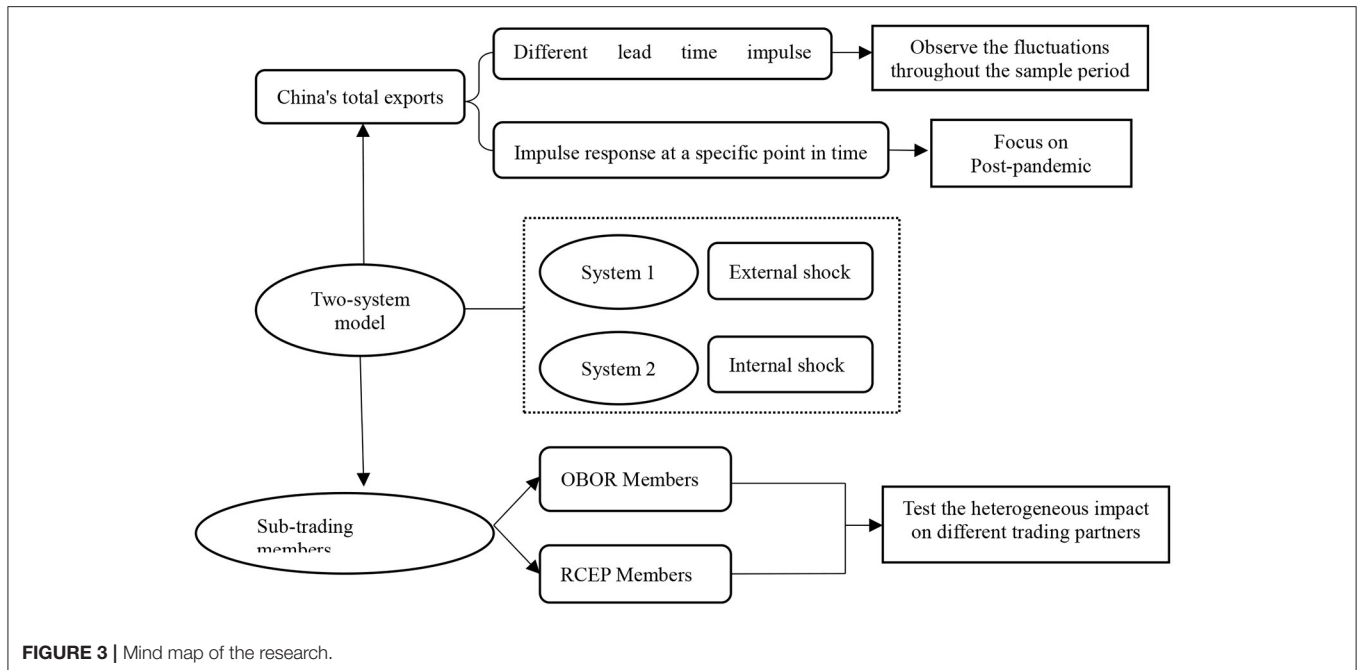 Different lead time impulse
Observe the fluctuations
throughout the sample period
China's total exports
Impulse response at a specific point in time
Focus on
Post-pandemic
System 1
External shock
Two-system
model
System 2
Internal shock
OBOR Members
Sub-trading
members
Test the heterogeneous impact
on different trading partners
RCEP Members
FIGURE 3 | Mind map of the research.